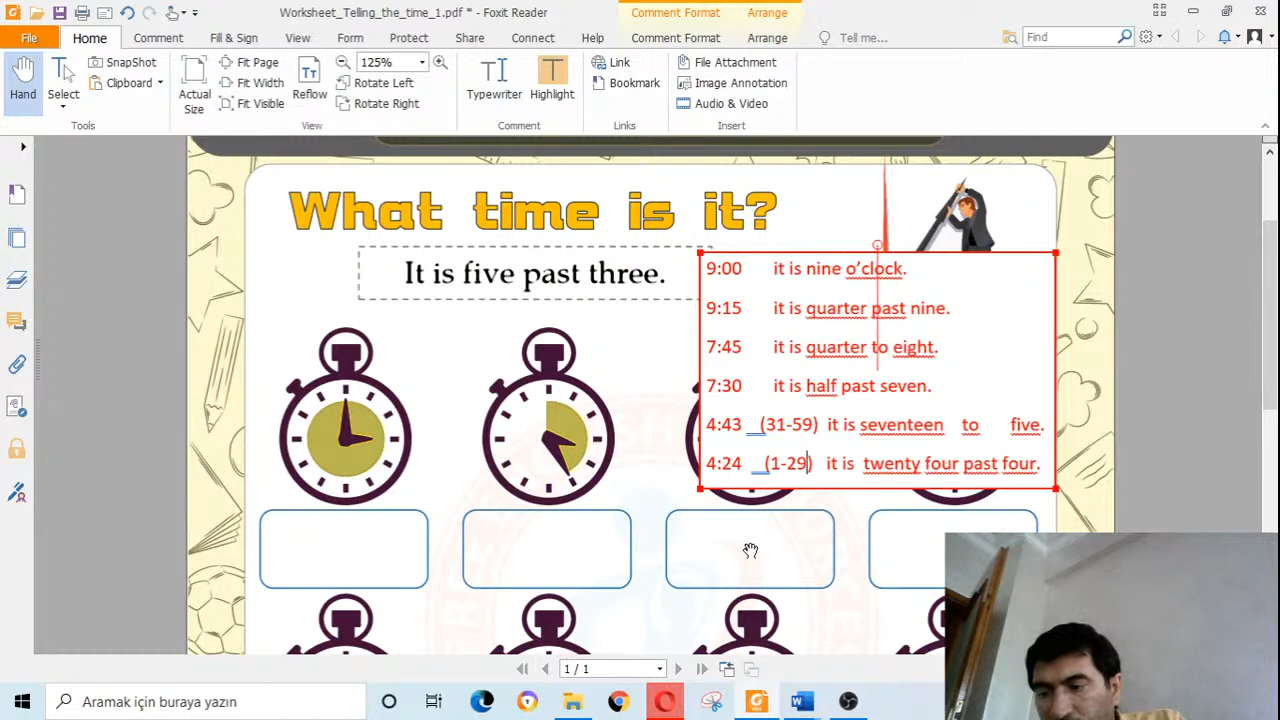 Worksheet_Telling_the_time_1.pdf * - Foxit Reader
Comment Format
Arrange
File
Home
Comment
Fill & Sign
View
Form
Protect
Share
Connect
Help
Comment Format
Arrange
Tell me...
Find
Hand
Select
SnapShot
Clipboard
Actual Size
Fit Page
Fit Width
Fit Visible
Reflow
125%
Rotate Left
Rotate Right
Typewriter
Highlight
Link
Bookmark
File Attachment
Image Annotation
Audio & Video
Tools
View
Comment
Links
Insert
What time is it?
It is five past three.
9:00 it is nine o'clock.
9:15 it is quarter past nine.
7:45 it is quarter to eight.
7:30 it is half past seven.
4:43 __(31-59) it is seventeen to five.
4:24 __(1-29) it is twenty four past four.
1 / 1
Aramak için buraya yazın